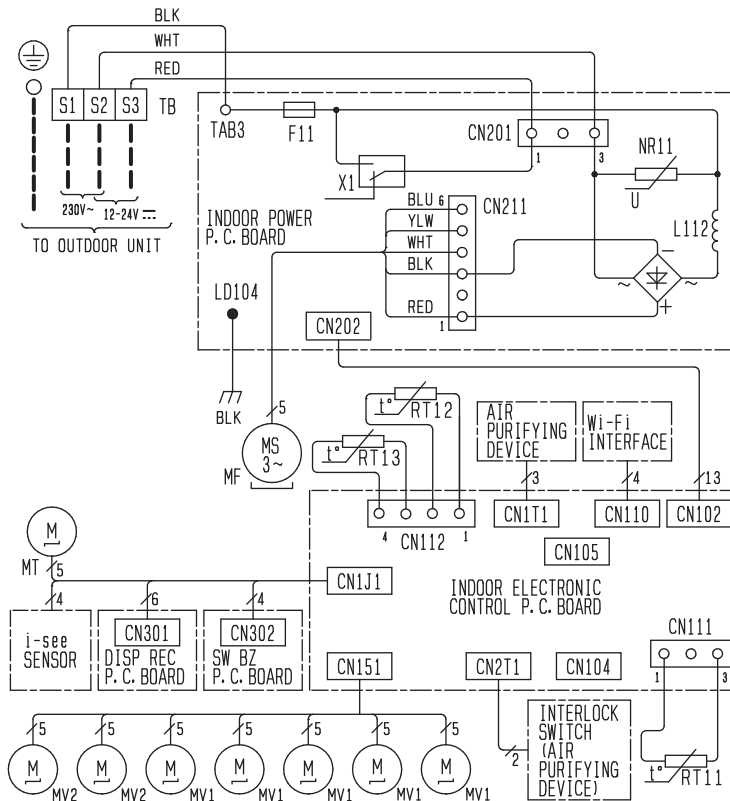 BLK
WHT
RED
S1 S2 S3 TB
TAB3
F11
CN201
1
3
NR11
U
X1
230V~
12-24V ⎓
TO OUTDOOR UNIT
INDOOR POWER
P.C.BOARD
BLU 6
YLW
WHT
BLK
RED 1
CN211
L112
~
−
~
+
LD104
BLK
CN202
5
MS
3~
MF
t°
RT12
t°
RT13
AIR
PURIFYING
DEVICE
Wi-Fi
INTERFACE
3
4
13
4
1
CN112
CN1T1
CN110
CN102
CN105
M
MT
5
CN1J1
INDOOR ELECTRONIC
CONTROL P.C.BOARD
4
6
4
i-see
SENSOR
CN301
DISP REC
P.C.BOARD
CN302
SW BZ
P.C.BOARD
CN151
CN2T1
CN104
CN111
1
3
2
INTERLOCK
SWITCH
(AIR
PURIFYING
DEVICE)
t°
RT11
5 5 5 5 5 5 5
M M M M M M M
MV2 MV2 MV1 MV1 MV1 MV1 MV1